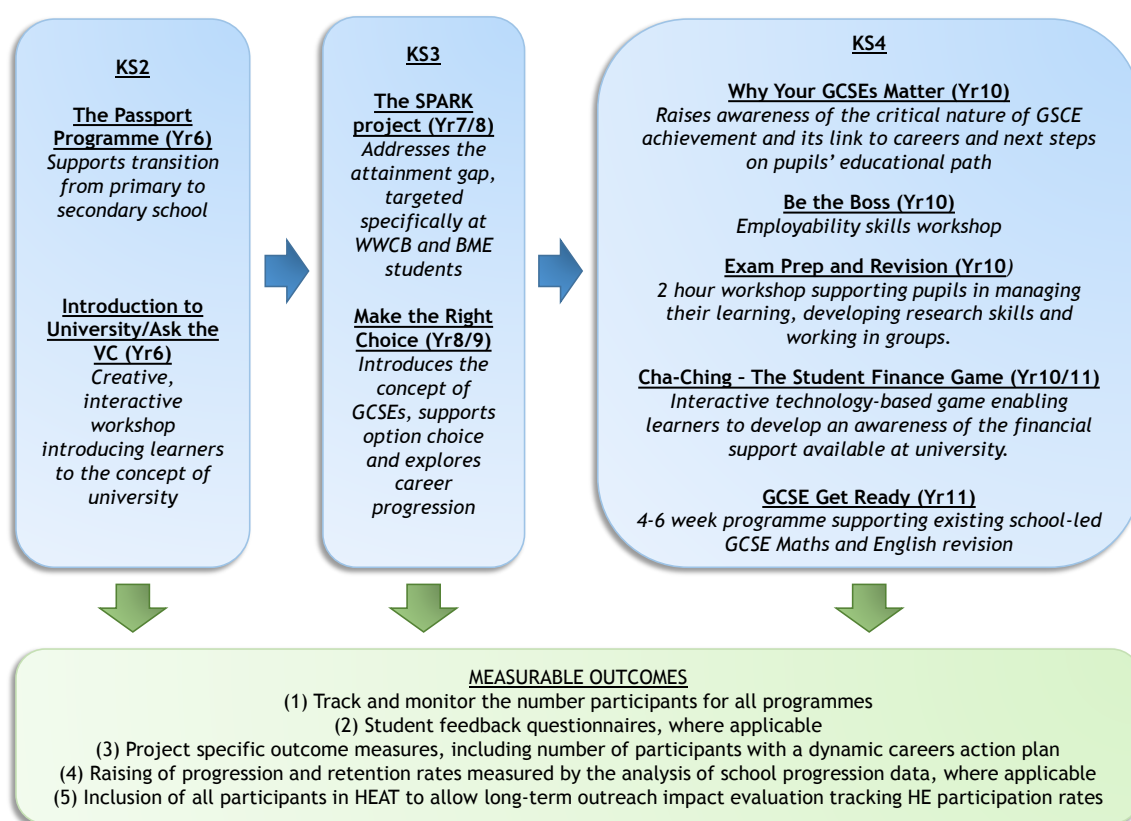 KS2
The Passport
Programme (Yr6)
Supports transition
from primary to
secondary school
Introduction to
University/Ask the
VC (Yr6)
Creative,
interactive
workshop
introducing learners
to the concept of
university
KS3
The SPARK
project (Yr7/8)
Addresses the
attainment gap,
targeted
specifically at
WWCB and BME
students
Make the Right
Choice (Yr8/9)
Introduces the
concept of
GCSEs, supports
option choice
and explores
career
progression
KS4
Why Your GCSEs Matter (Yr10)
Raises awareness of the critical nature of GSCE
achievement and its link to careers and next steps
on pupils’ educational path
Be the Boss (Yr10)
Employability skills workshop
Exam Prep and Revision (Yr10)
2 hour workshop supporting pupils in managing
their learning, developing research skills and
working in groups.
Cha-Ching – The Student Finance Game (Yr10/11)
Interactive technology-based game enabling
learners to develop an awareness of the financial
support available at university.
GCSE Get Ready (Yr11)
4-6 week programme supporting existing school-led
GCSE Maths and English revision
MEASURABLE OUTCOMES
(1) Track and monitor the number participants for all programmes
(2) Student feedback questionnaires, where applicable
(3) Project specific outcome measures, including number of participants with a dynamic careers action plan
(4) Raising of progression and retention rates measured by the analysis of school progression data, where applicable
(5) Inclusion of all participants in HEAT to allow long-term outreach impact evaluation tracking HE participation rates